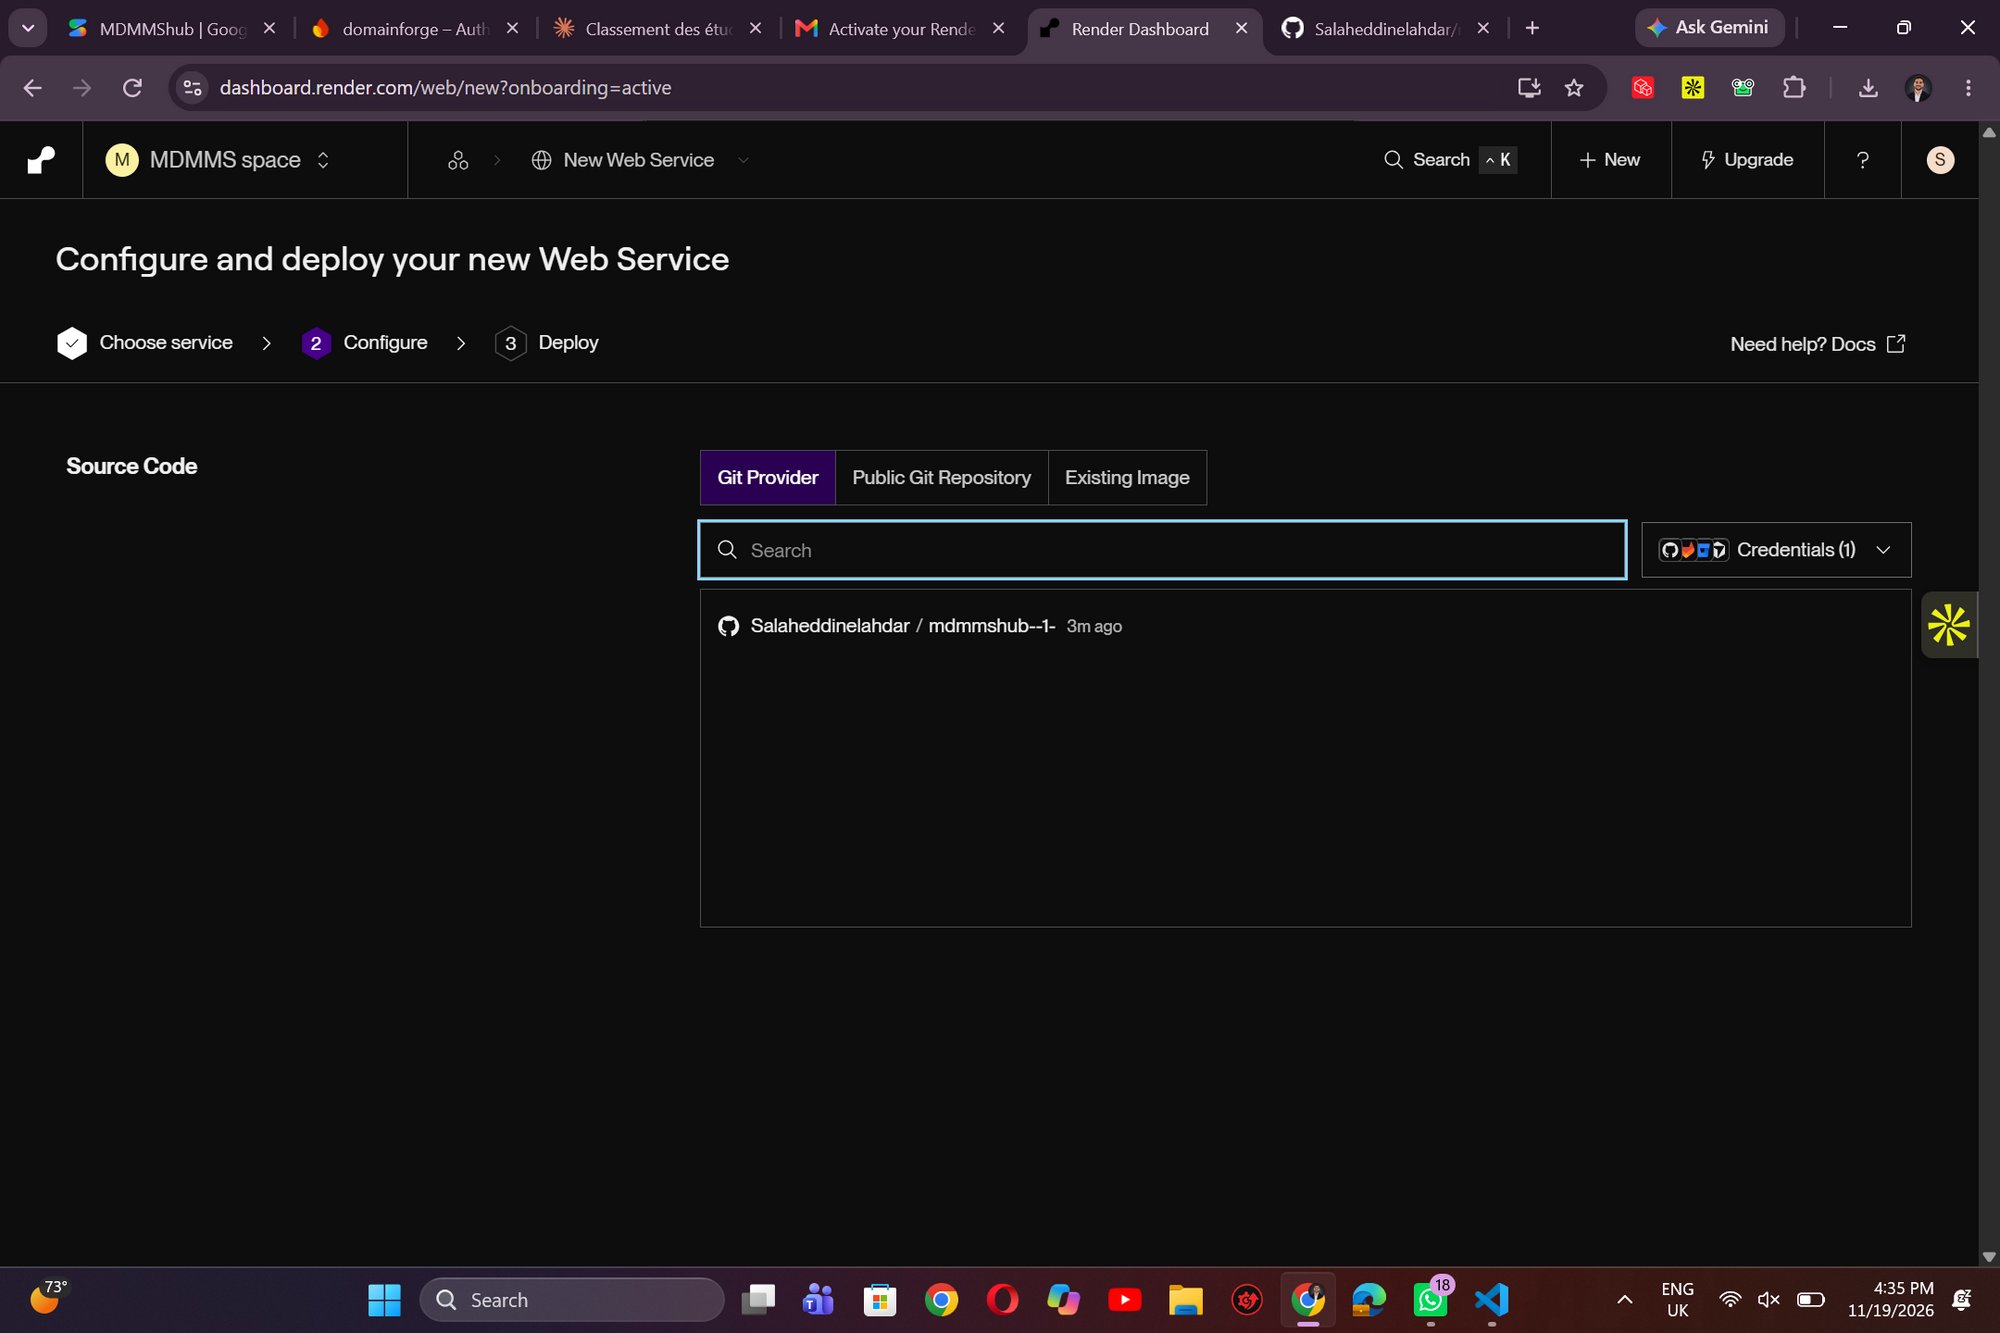 MDMMShub | Goog
domainforge – Auth
Classement des étuc
Activate your Rende
Render Dashboard
Salaheddinelahdar/
Ask Gemini
dashboard.render.com/web/new?onboarding=active
M MDMMS space
New Web Service
Search ^ K
+ New
Upgrade
?
S
Configure and deploy your new Web Service
Choose service
2 Configure
3 Deploy
Need help? Docs
Source Code
Git Provider
Public Git Repository
Existing Image
Search
Credentials (1)
Salaheddinelahdar / mdmmshub--1- 3m ago
73°
Search
18
ENG
UK
4:35 PM
11/19/2026